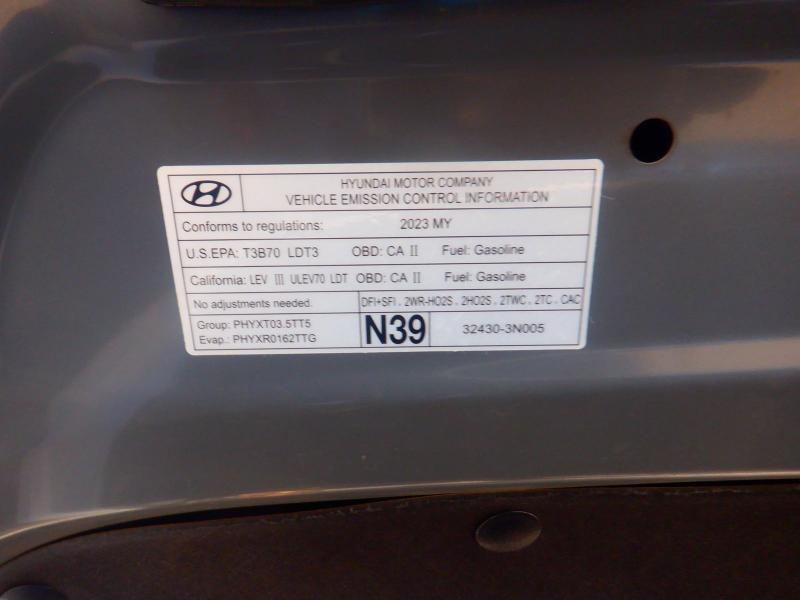 HYUNDAI MOTOR COMPANY
VEHICLE EMISSION CONTROL INFORMATION
Conforms to regulations: 2023 MY
U.S.EPA: T3B70 LDT3 OBD: CA II Fuel: Gasoline
California: LEV III ULEV70 LDT OBD: CA II Fuel: Gasoline
No adjustments needed. DFI+SFI , 2WR-HO2S , 2HO2S , 2TWC , 2TC , CAC
Group: PHYXT03.5TT5
Evap.: PHYXR0162TTG
N39
32430-3N005